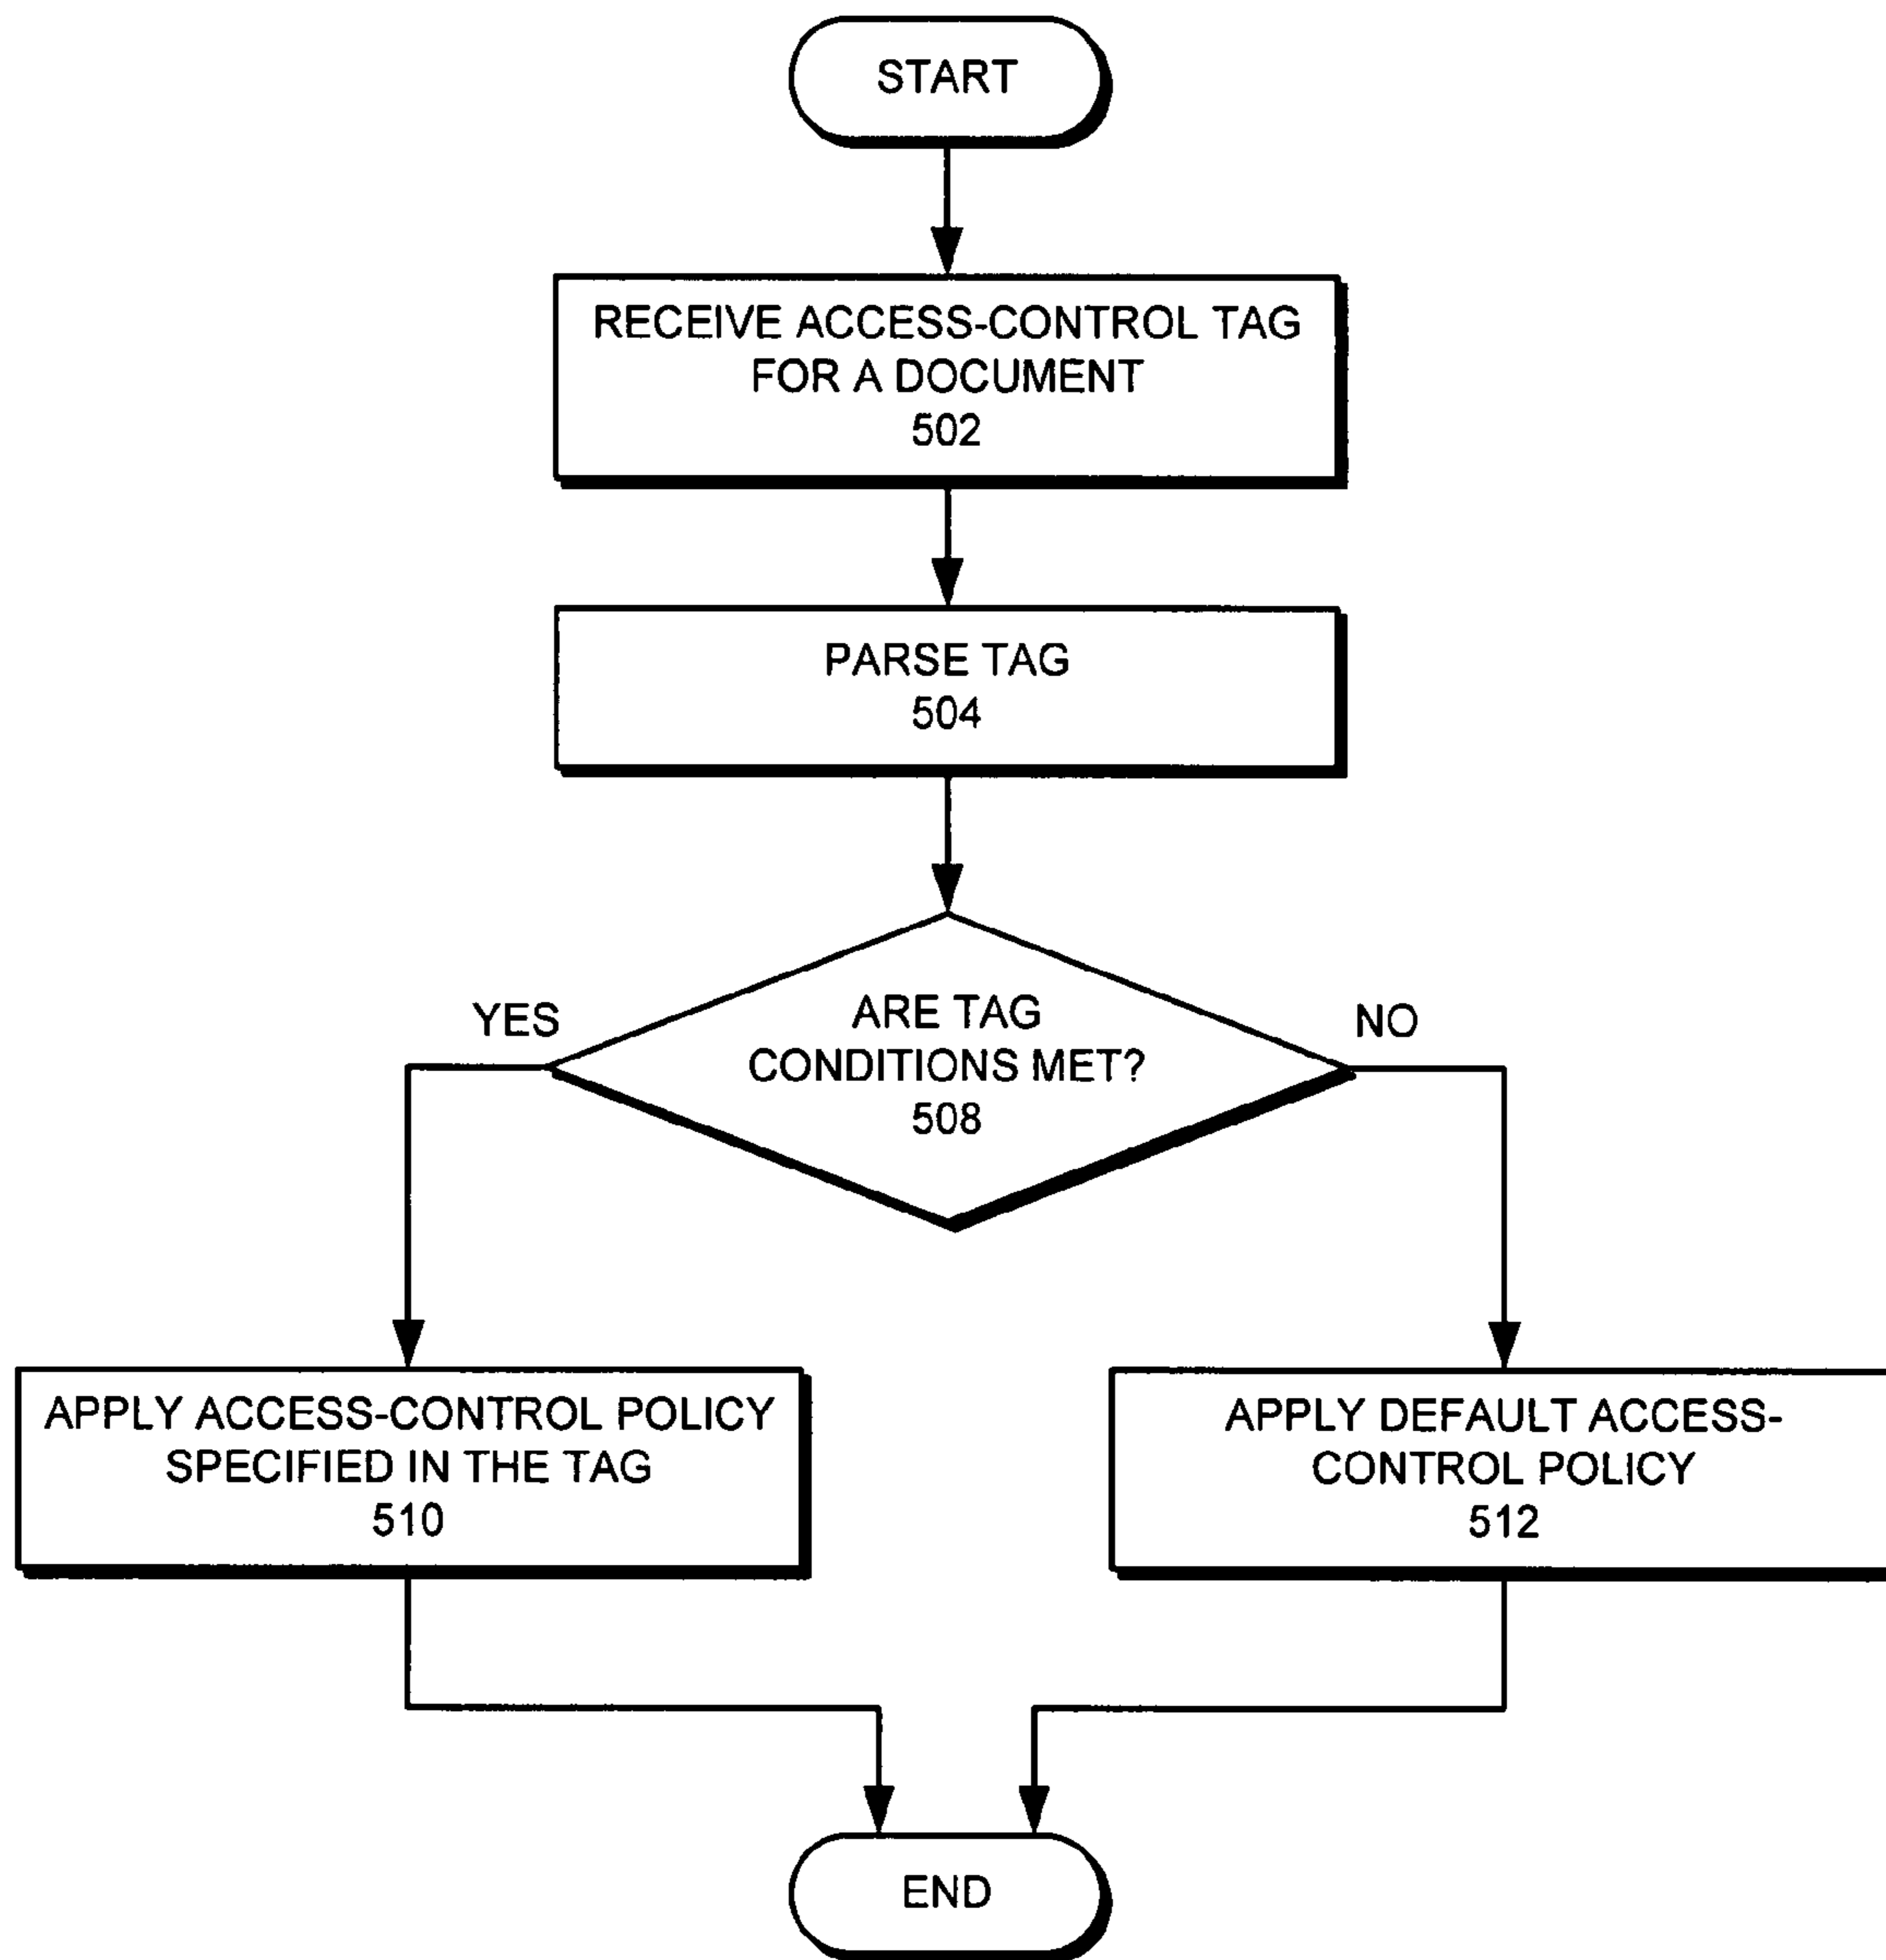 START
RECEIVE ACCESS-CONTROL TAG
FOR A DOCUMENT
502
PARSE TAG
504
YES
ARE TAG
CONDITIONS MET?
508
NO
APPLY ACCESS-CONTROL POLICY
SPECIFIED IN THE TAG
510
APPLY DEFAULT ACCESS-
CONTROL POLICY
512
END